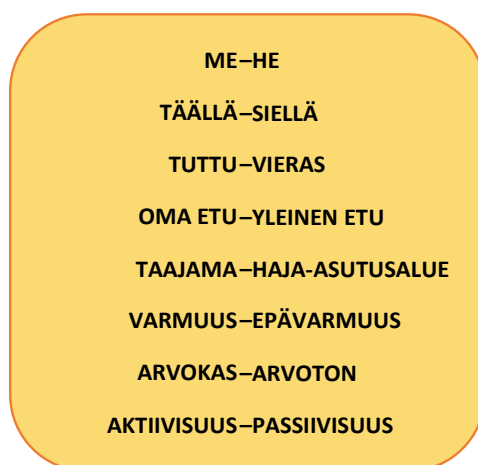 ME–HE
TÄÄLLÄ–SIELLÄ
TUTTU–VIERAS
OMA ETU–YLEINEN ETU
TAAJAMA–HAJA-ASUTUSALUE
VARMUUS–EPÄVARMUUS
ARVOKAS–ARVOTON
AKTIIVISUUS–PASSIIVISUUS